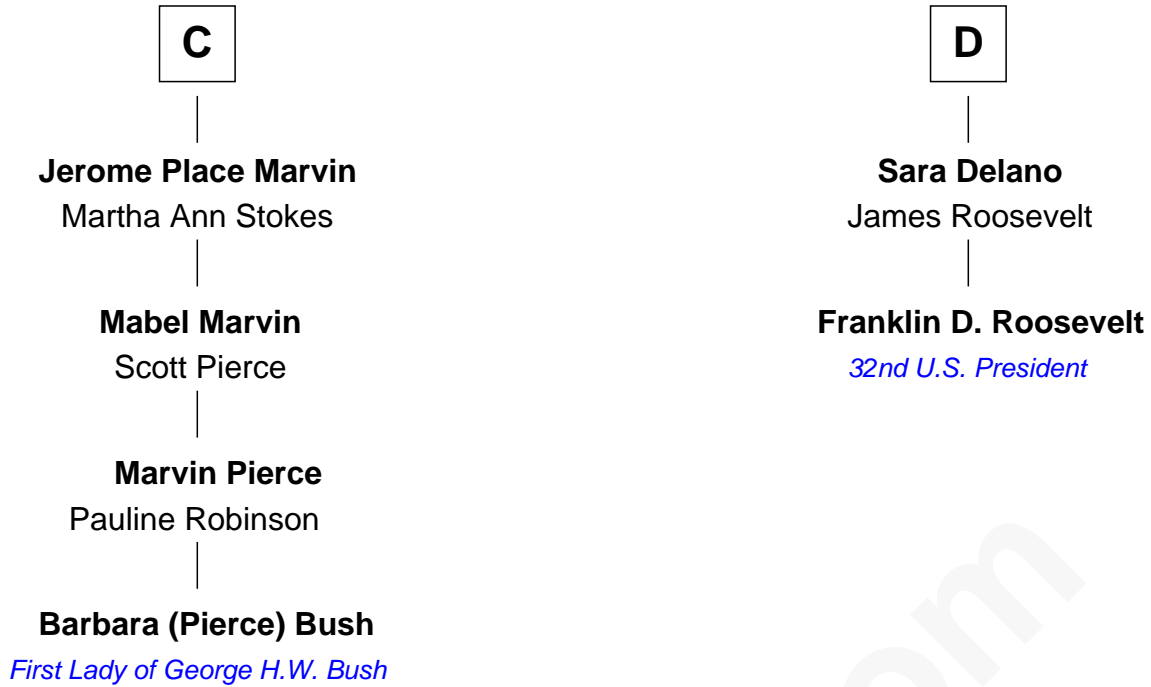 C
Jerome Place Marvin
Martha Ann Stokes
Mabel Marvin
Scott Pierce
Marvin Pierce
Pauline Robinson
Barbara (Pierce) Bush
First Lady of George H.W. Bush
D
Sara Delano
James Roosevelt
Franklin D. Roosevelt
32nd U.S. President
om